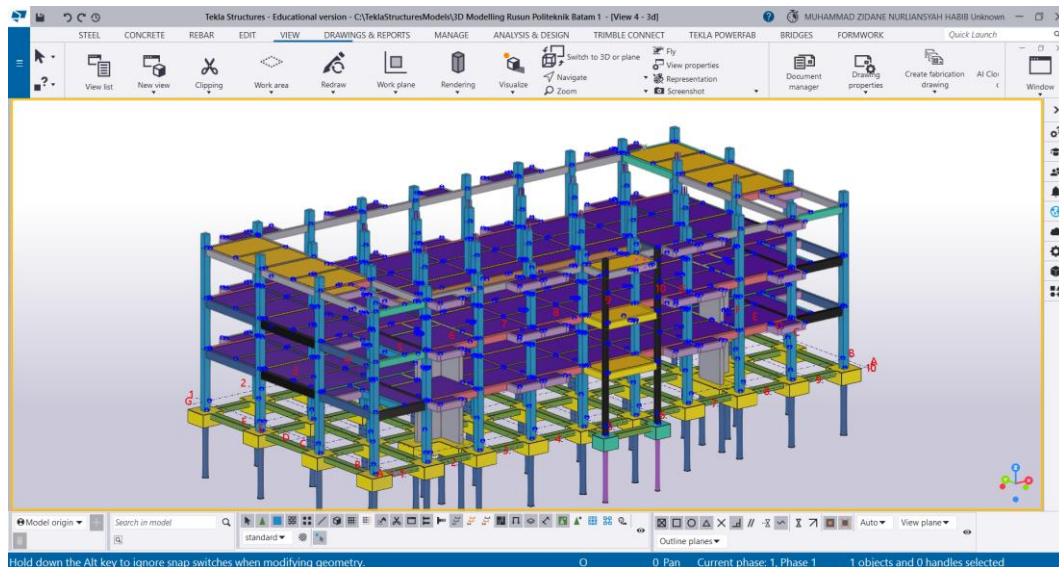 Tekla Structures - Educational version - C:\TeklaStructuresModels\3D Modelling Rusun Politeknik Batam 1 - [View 4 - 3d]
MUHAMMAD ZIDANE NURLIANSYAH HABIB Unknown
STEEL CONCRETE REBAR EDIT VIEW DRAWINGS & REPORTS MANAGE ANALYSIS & DESIGN TRIMBLE CONNECT TEKLA POWERFAB BRIDGES FORMWORK Quick Launch
View list
New view
Clipping
Work area
Redraw
Work plane
Rendering
Visualize
Switch to 3D or plane
Navigate
Zoom
Fly
View properties
Representation
Screenshot
Document manager
Drawing properties
Create fabrication drawing
AI Clo
Window
Model origin
Search in model
standard
Auto
View plane
Outline planes
Hold down the Alt key to ignore snap switches when modifying geometry.
O
0 Pan
Current phase: 1, Phase 1
1 objects and 0 handles selected